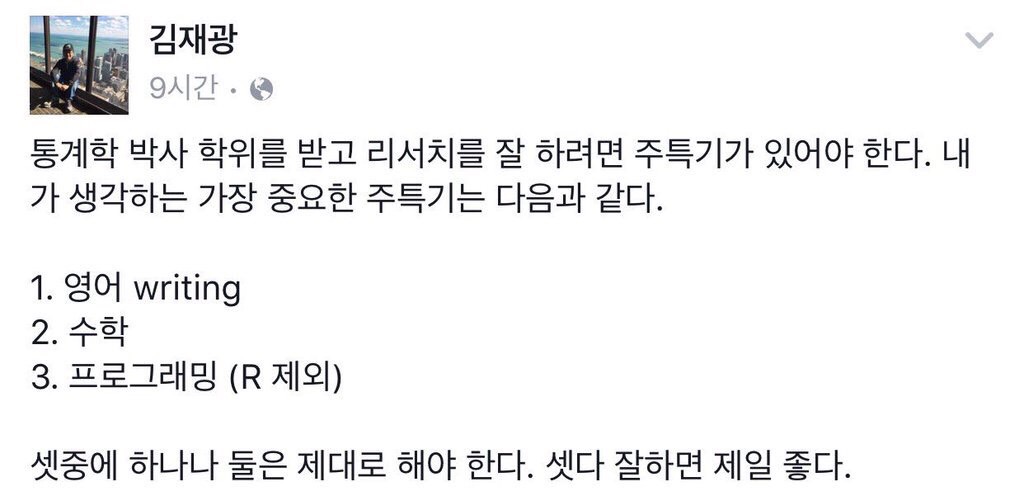 김재광
9시간 ·
통계학 박사 학위를 받고 리서치를 잘 하려면 주특기가 있어야 한다. 내
가 생각하는 가장 중요한 주특기는 다음과 같다.
1. 영어 writing
2. 수학
3. 프로그래밍 (R 제외)
셋중에 하나나 둘은 제대로 해야 한다. 셋다 잘하면 제일 좋다.